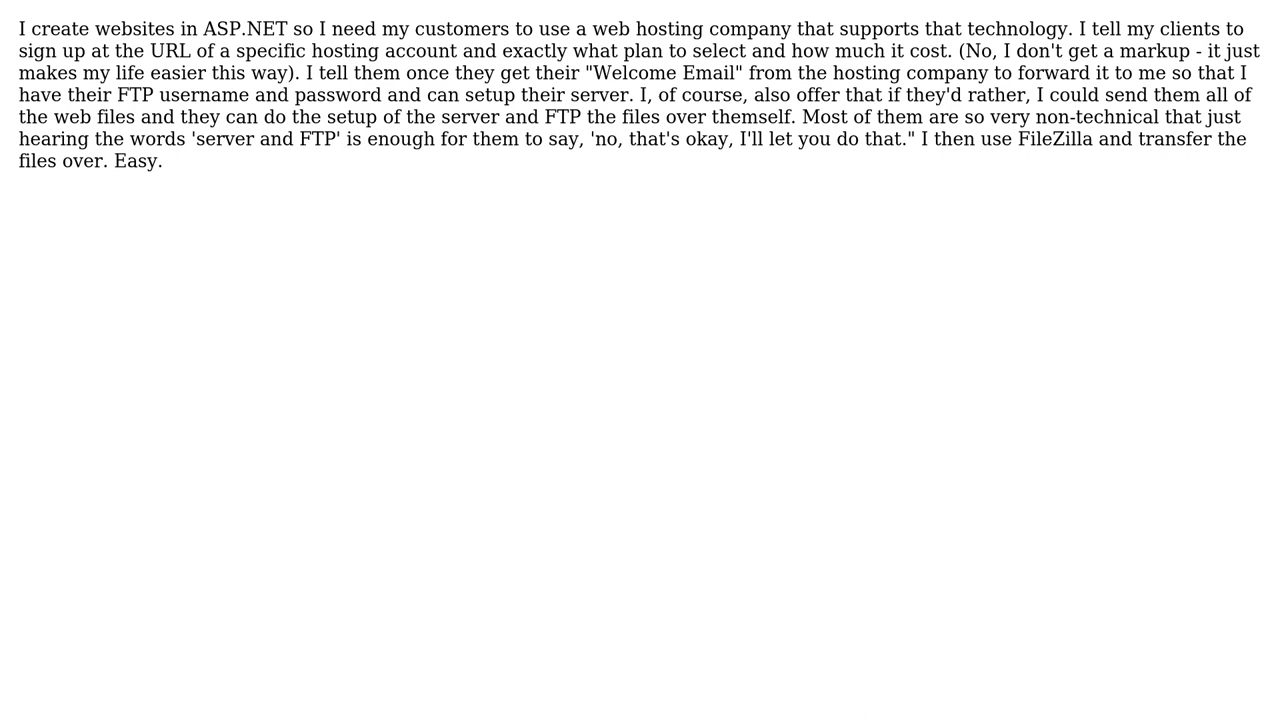 I create websites in ASP.NET so I need my customers to use a web hosting company that supports that technology. I tell my clients to
sign up at the URL of a specific hosting account and exactly what plan to select and how much it cost. (No, I don't get a markup - it just
makes my life easier this way). I tell them once they get their "Welcome Email" from the hosting company to forward it to me so that I
have their FTP username and password and can setup their server. I, of course, also offer that if they'd rather, I could send them all of
the web files and they can do the setup of the server and FTP the files over themself. Most of them are so very non-technical that just
hearing the words 'server and FTP' is enough for them to say, 'no, that's okay, I'll let you do that." I then use FileZilla and transfer the
files over. Easy.